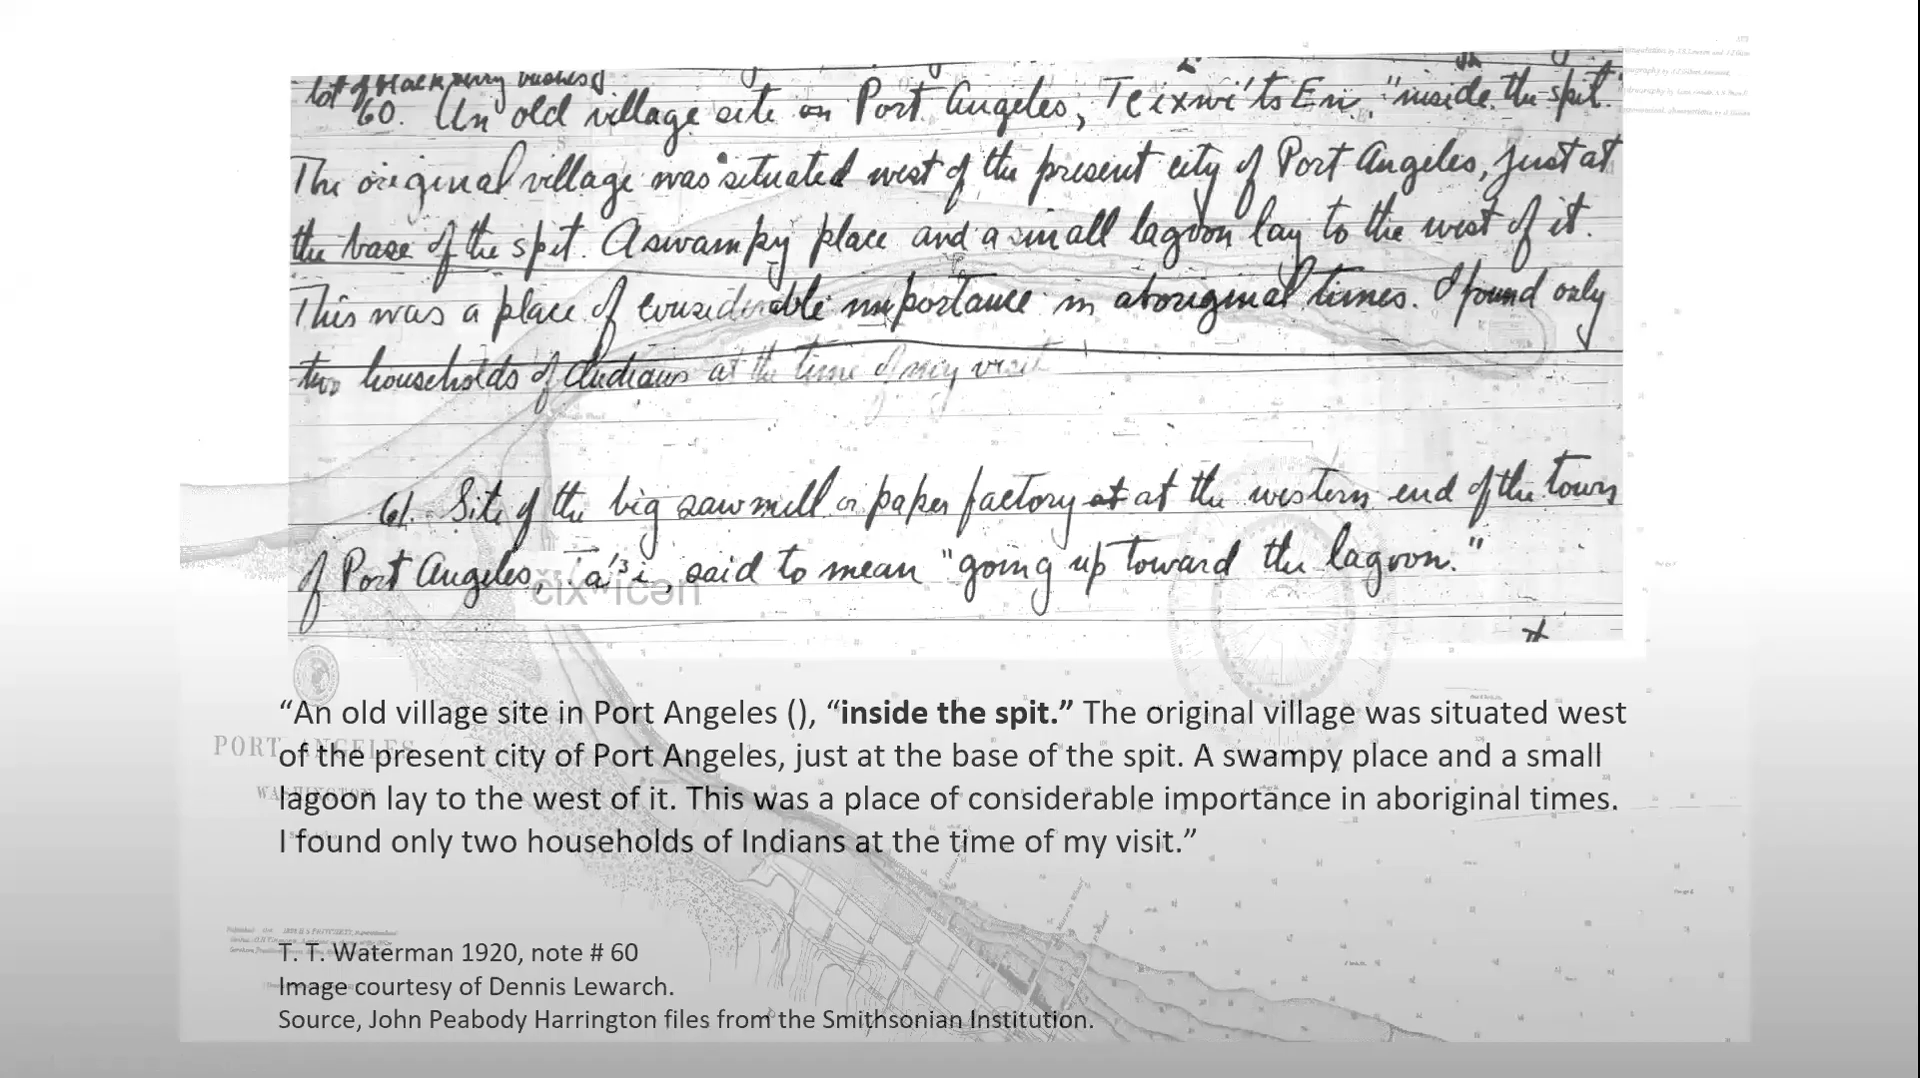 lot of blackberry bushes).
60. An old village site on Port Angeles, Tcixwi'tsEn, "inside the spit."
The original village was situated west of the present city of Port Angeles, just at
the base of the spit. A swampy place and a small lagoon lay to the west of it.
This was a place of considerable importance in aboriginal times. I found only
two households of Indians at the time of my visit
61. Site of the big sawmill or paper factory at at the western end of the town
of Port Angeles, said to mean "going up toward the lagoon."
čixʷicən
“An old village site in Port Angeles (), “inside the spit.” The original village was situated west
of the present city of Port Angeles, just at the base of the spit. A swampy place and a small
lagoon lay to the west of it. This was a place of considerable importance in aboriginal times.
I found only two households of Indians at the time of my visit.”
PORT ANGELES
WASHINGTON
T. T. Waterman 1920, note # 60
Image courtesy of Dennis Lewarch.
Source, John Peabody Harrington files from the Smithsonian Institution.